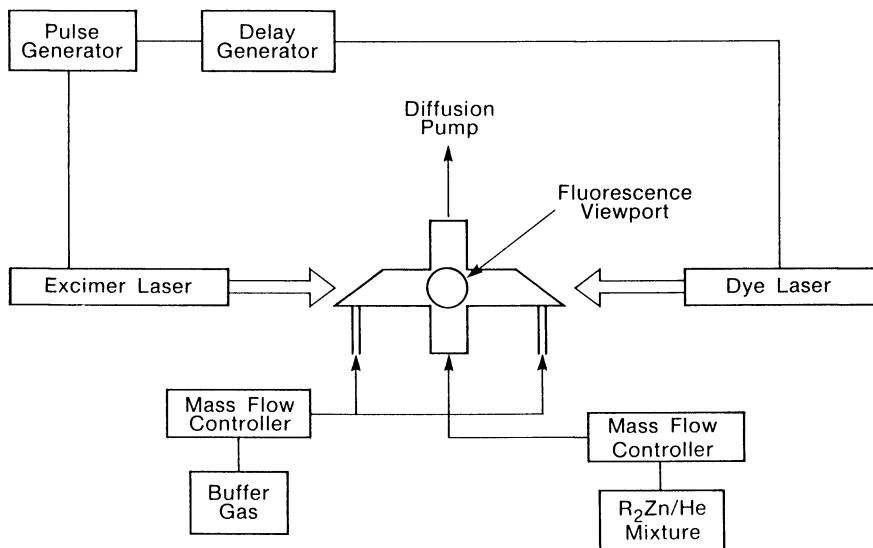 Pulse
Generator
Delay
Generator
Diffusion
Pump
Fluorescence
Viewport
Excimer Laser
Dye Laser
Mass Flow
Controller
Mass Flow
Controller
Buffer
Gas
R₂Zn/He
Mixture